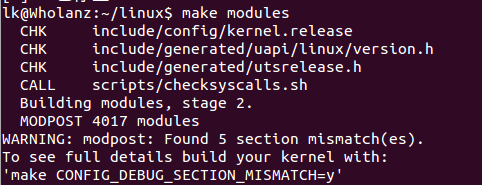 lk@Wholanz:~/linux$ make modules
CHK include/config/kernel.release
CHK include/generated/uapi/linux/version.h
CHK include/generated/utsrelease.h
CALL scripts/checksyscalls.sh
Building modules, stage 2.
MODPOST 4017 modules
WARNING: modpost: Found 5 section mismatch(es).
To see full details build your kernel with:
'make CONFIG_DEBUG_SECTION_MISMATCH=y'